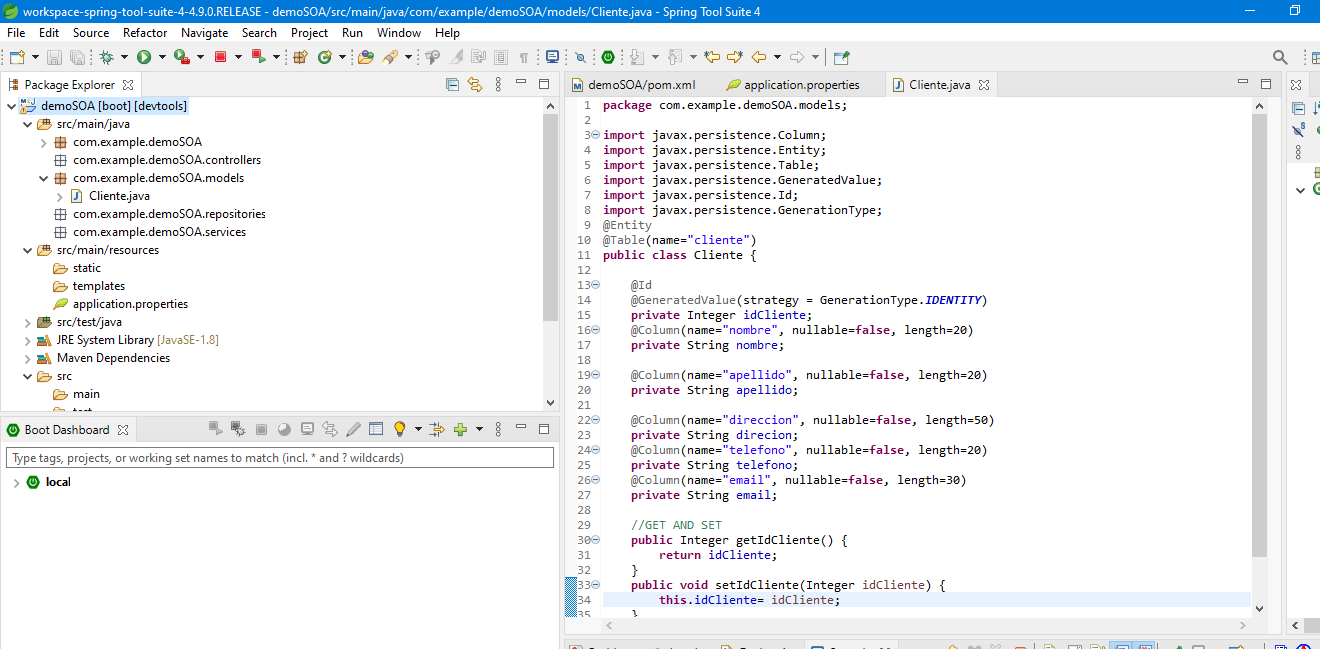 workspace-spring-tool-suite-4-4.9.0.RELEASE - demoSOA/src/main/java/com/example/demoSOA/models/Cliente.java - Spring Tool Suite 4
File Edit Source Refactor Navigate Search Project Run Window Help
Package Explorer
demoSOA [boot] [devtools]
src/main/java
com.example.demoSOA
com.example.demoSOA.controllers
com.example.demoSOA.models
Cliente.java
com.example.demoSOA.repositories
com.example.demoSOA.services
src/main/resources
static
templates
application.properties
src/test/java
JRE System Library [JavaSE-1.8]
Maven Dependencies
src
main
Boot Dashboard
Type tags, projects, or working set names to match (incl. * and ? wildcards)
local
demoSOA/pom.xml application.properties Cliente.java
1 package com.example.demoSOA.models;
2
3 import javax.persistence.Column;
4 import javax.persistence.Entity;
5 import javax.persistence.Table;
6 import javax.persistence.GeneratedValue;
7 import javax.persistence.Id;
8 import javax.persistence.GenerationType;
9 @Entity
10 @Table(name="cliente")
11 public class Cliente {
12
13 @Id
14 @GeneratedValue(strategy = GenerationType.IDENTITY)
15 private Integer idCliente;
16 @Column(name="nombre", nullable=false, length=20)
17 private String nombre;
18
19 @Column(name="apellido", nullable=false, length=20)
20 private String apellido;
21
22 @Column(name="direccion", nullable=false, length=50)
23 private String direcion;
24 @Column(name="telefono", nullable=false, length=20)
25 private String telefono;
26 @Column(name="email", nullable=false, length=30)
27 private String email;
28
29 //GET AND SET
30 public Integer getIdCliente() {
31 return idCliente;
32 }
33 public void setIdCliente(Integer idCliente) {
34 this.idCliente= idCliente;
35 }